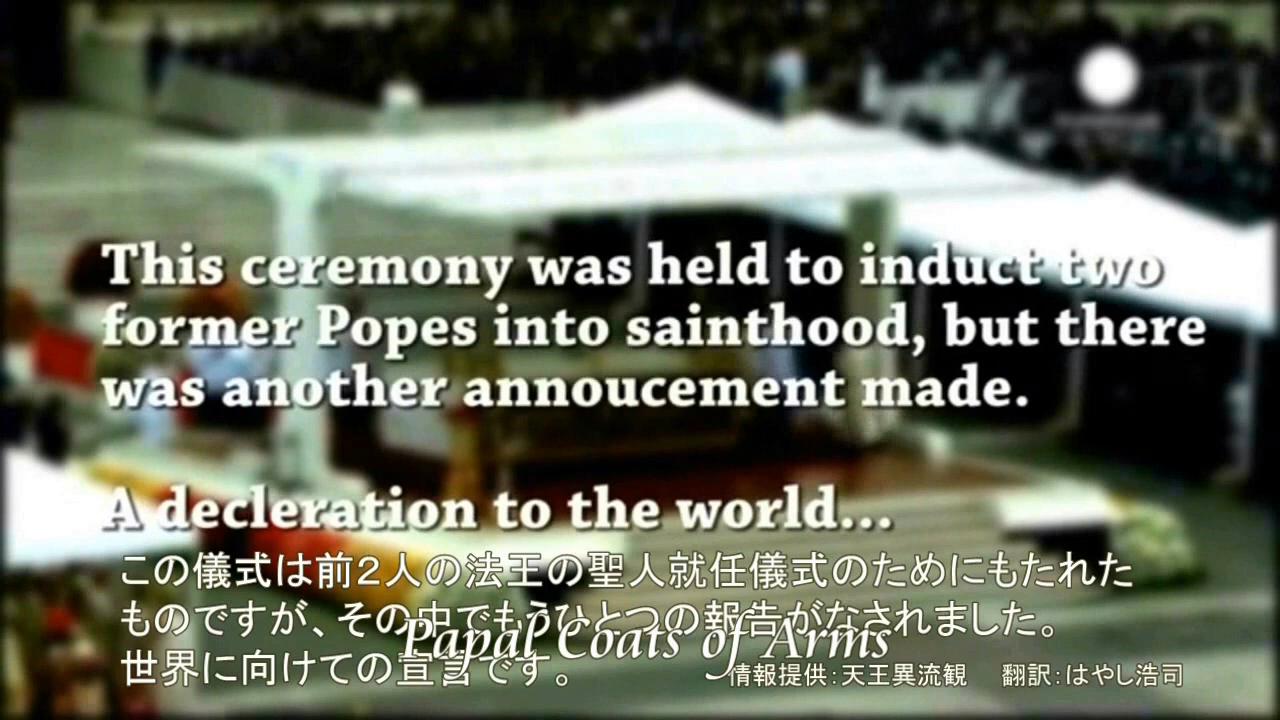 This ceremony was held to induct two
former Popes into sainthood, but there
was another annoucement made.
A decleration to the world...
この儀式は前2人の法王の聖人就任儀式のためにもたれた
ものですが、その中でもうひとつの報告がなされました。
Papal Coats of Arms
世界に向けての宣言です。
情報提供:天王異流観 翻訳:はやし浩司